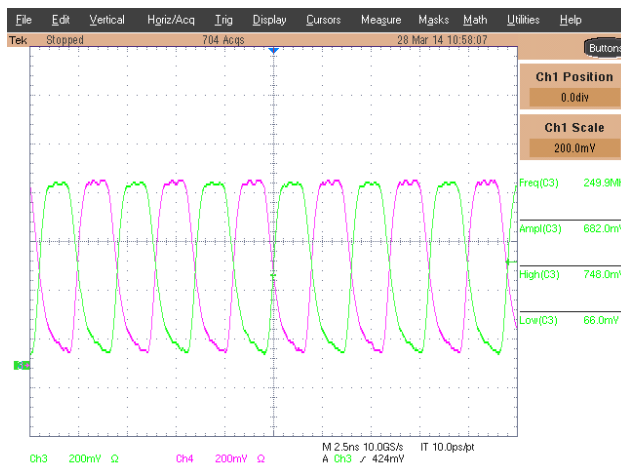 File Edit Vertical Horiz/Acq Trig Display Cursors Measure Masks Math Utilities Help
Tek Stopped 704 Acqs 28 Mar 14 10:58:07
Buttons
Ch1 Position
0.0div
Ch1 Scale
200.0mV
Freq(C3) 249.9M
Ampl(C3) 682.0mV
High(C3) 748.0mV
Low(C3) 66.0mV
Ch3 200mV Ω Ch4 200mV Ω M 2.5ns 10.0GS/s IT 10.0ps/pt
A Ch3 ∕ 424mV